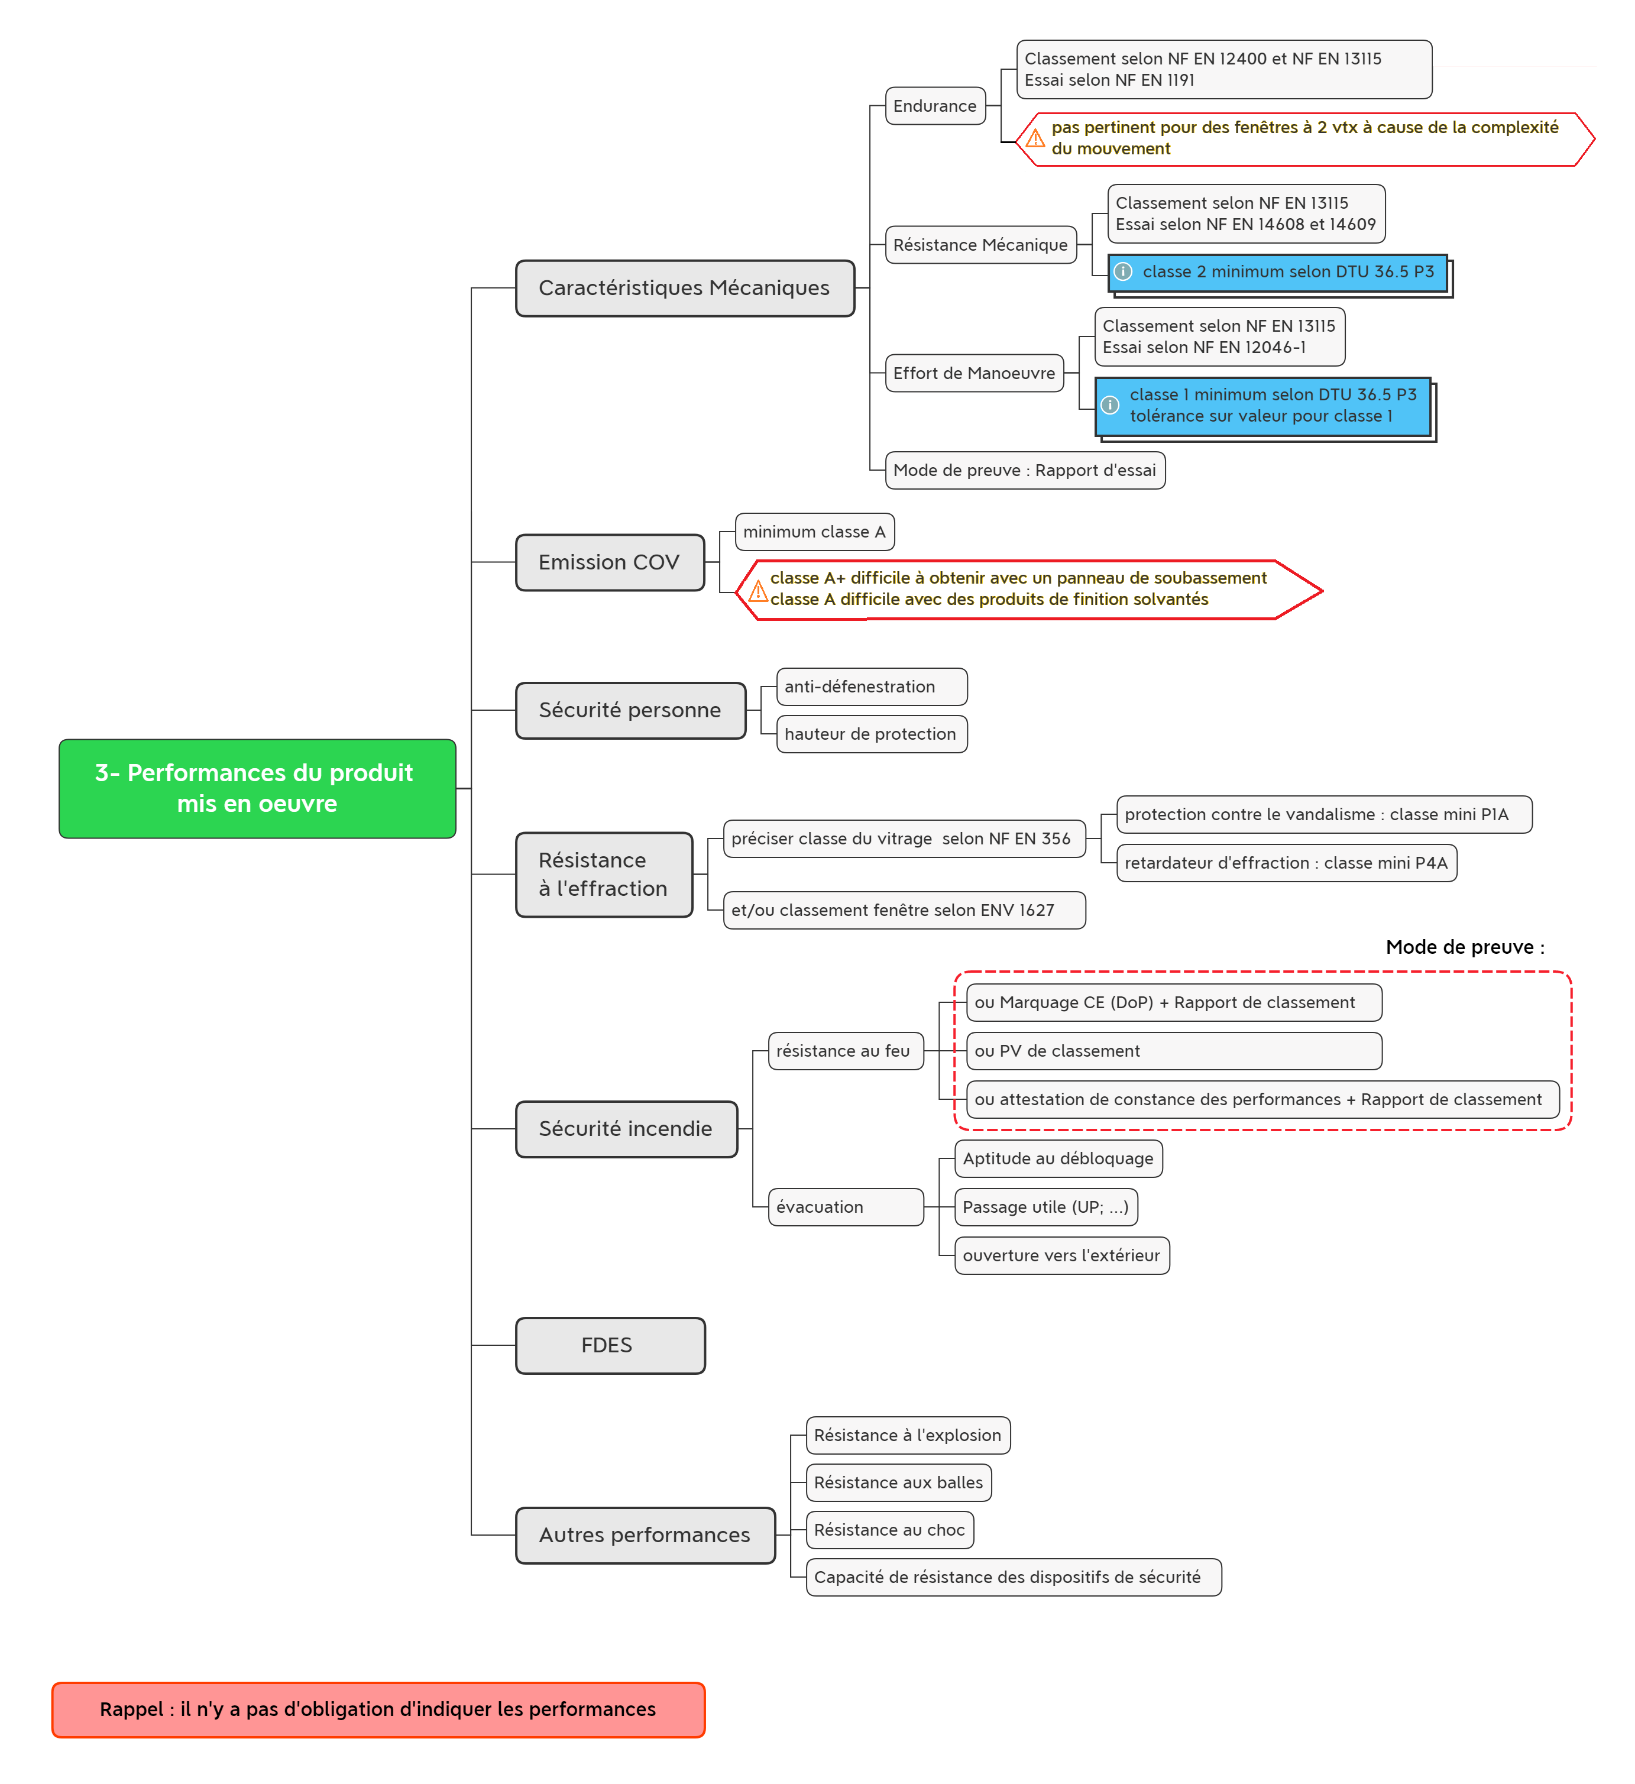 Classement selon NF EN 12400 et NF EN 13115
Essai selon NF EN 1191
Endurance
pas pertinent pour des fenêtres à 2 vtx à cause de la complexité
du mouvement
Classement selon NF EN 13115
Essai selon NF EN 14608 et 14609
Résistance Mécanique
classe 2 minimum selon DTU 36.5 P3
Caractéristiques Mécaniques
Classement selon NF EN 13115
Essai selon NF EN 12046-1
Effort de Manoeuvre
classe 1 minimum selon DTU 36.5 P3
tolérance sur valeur pour classe 1
Mode de preuve : Rapport d'essai
minimum classe A
Emission COV
classe A+ difficile à obtenir avec un panneau de soubassement
classe A difficile avec des produits de finition solvantés
anti-défenestration
Sécurité personne
hauteur de protection
3- Performances du produit
mis en oeuvre
protection contre le vandalisme : classe mini P1A
préciser classe du vitrage  selon NF EN 356
retardateur d'effraction : classe mini P4A
Résistance
à l'effraction
et/ou classement fenêtre selon ENV 1627
Mode de preuve :
ou Marquage CE (DoP) + Rapport de classement
résistance au feu
ou PV de classement
ou attestation de constance des performances + Rapport de classement
Sécurité incendie
Aptitude au débloquage
évacuation
Passage utile (UP; ...)
ouverture vers l'extérieur
FDES
Résistance à l'explosion
Résistance aux balles
Autres performances
Résistance au choc
Capacité de résistance des dispositifs de sécurité
Rappel : il n'y a pas d'obligation d'indiquer les performances